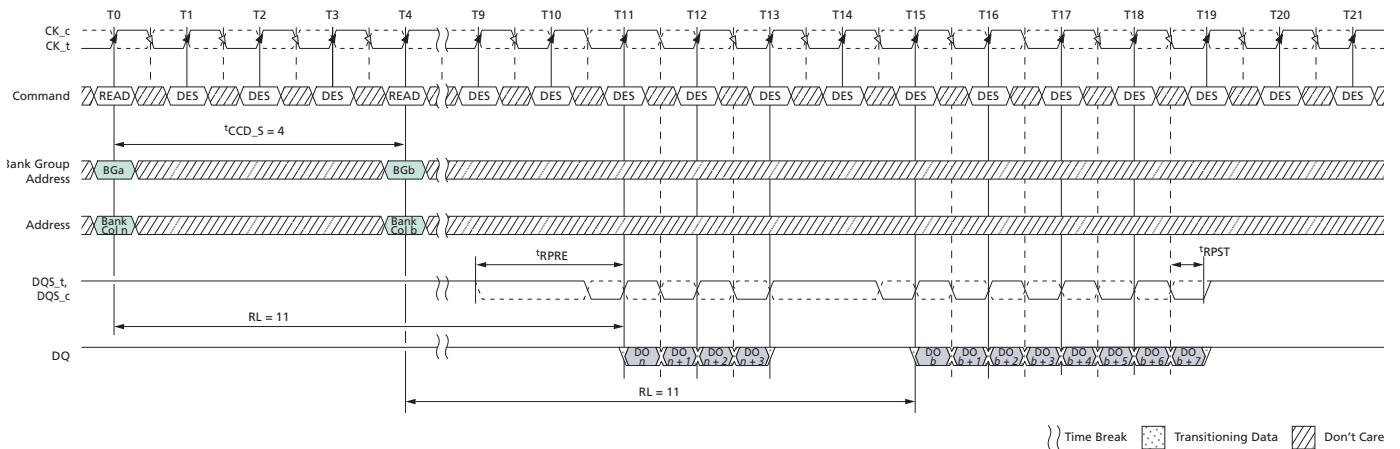 T0 T1 T2 T3 T4 T9 T10 T11 T12 T13 T14 T15 T16 T17 T18 T19 T20 T21
CK_c
CK_t
Command READ DES DES DES READ DES DES DES DES DES DES DES DES DES DES DES DES DES
tCCD_S = 4
Bank Group
Address
BGa BGb
Address
Bank
Col n
Bank
Col b
tRPRE tRPST
DQS_t,
DQS_c
RL = 11
DQ
DO
n
DO
n + 1
DO
n + 2
DO
n + 3
DO
b
DO
b + 1
DO
b + 2
DO
b + 3
DO
b + 4
DO
b + 5
DO
b + 6
DO
b + 7
RL = 11
Time Break Transitioning Data Don't Care